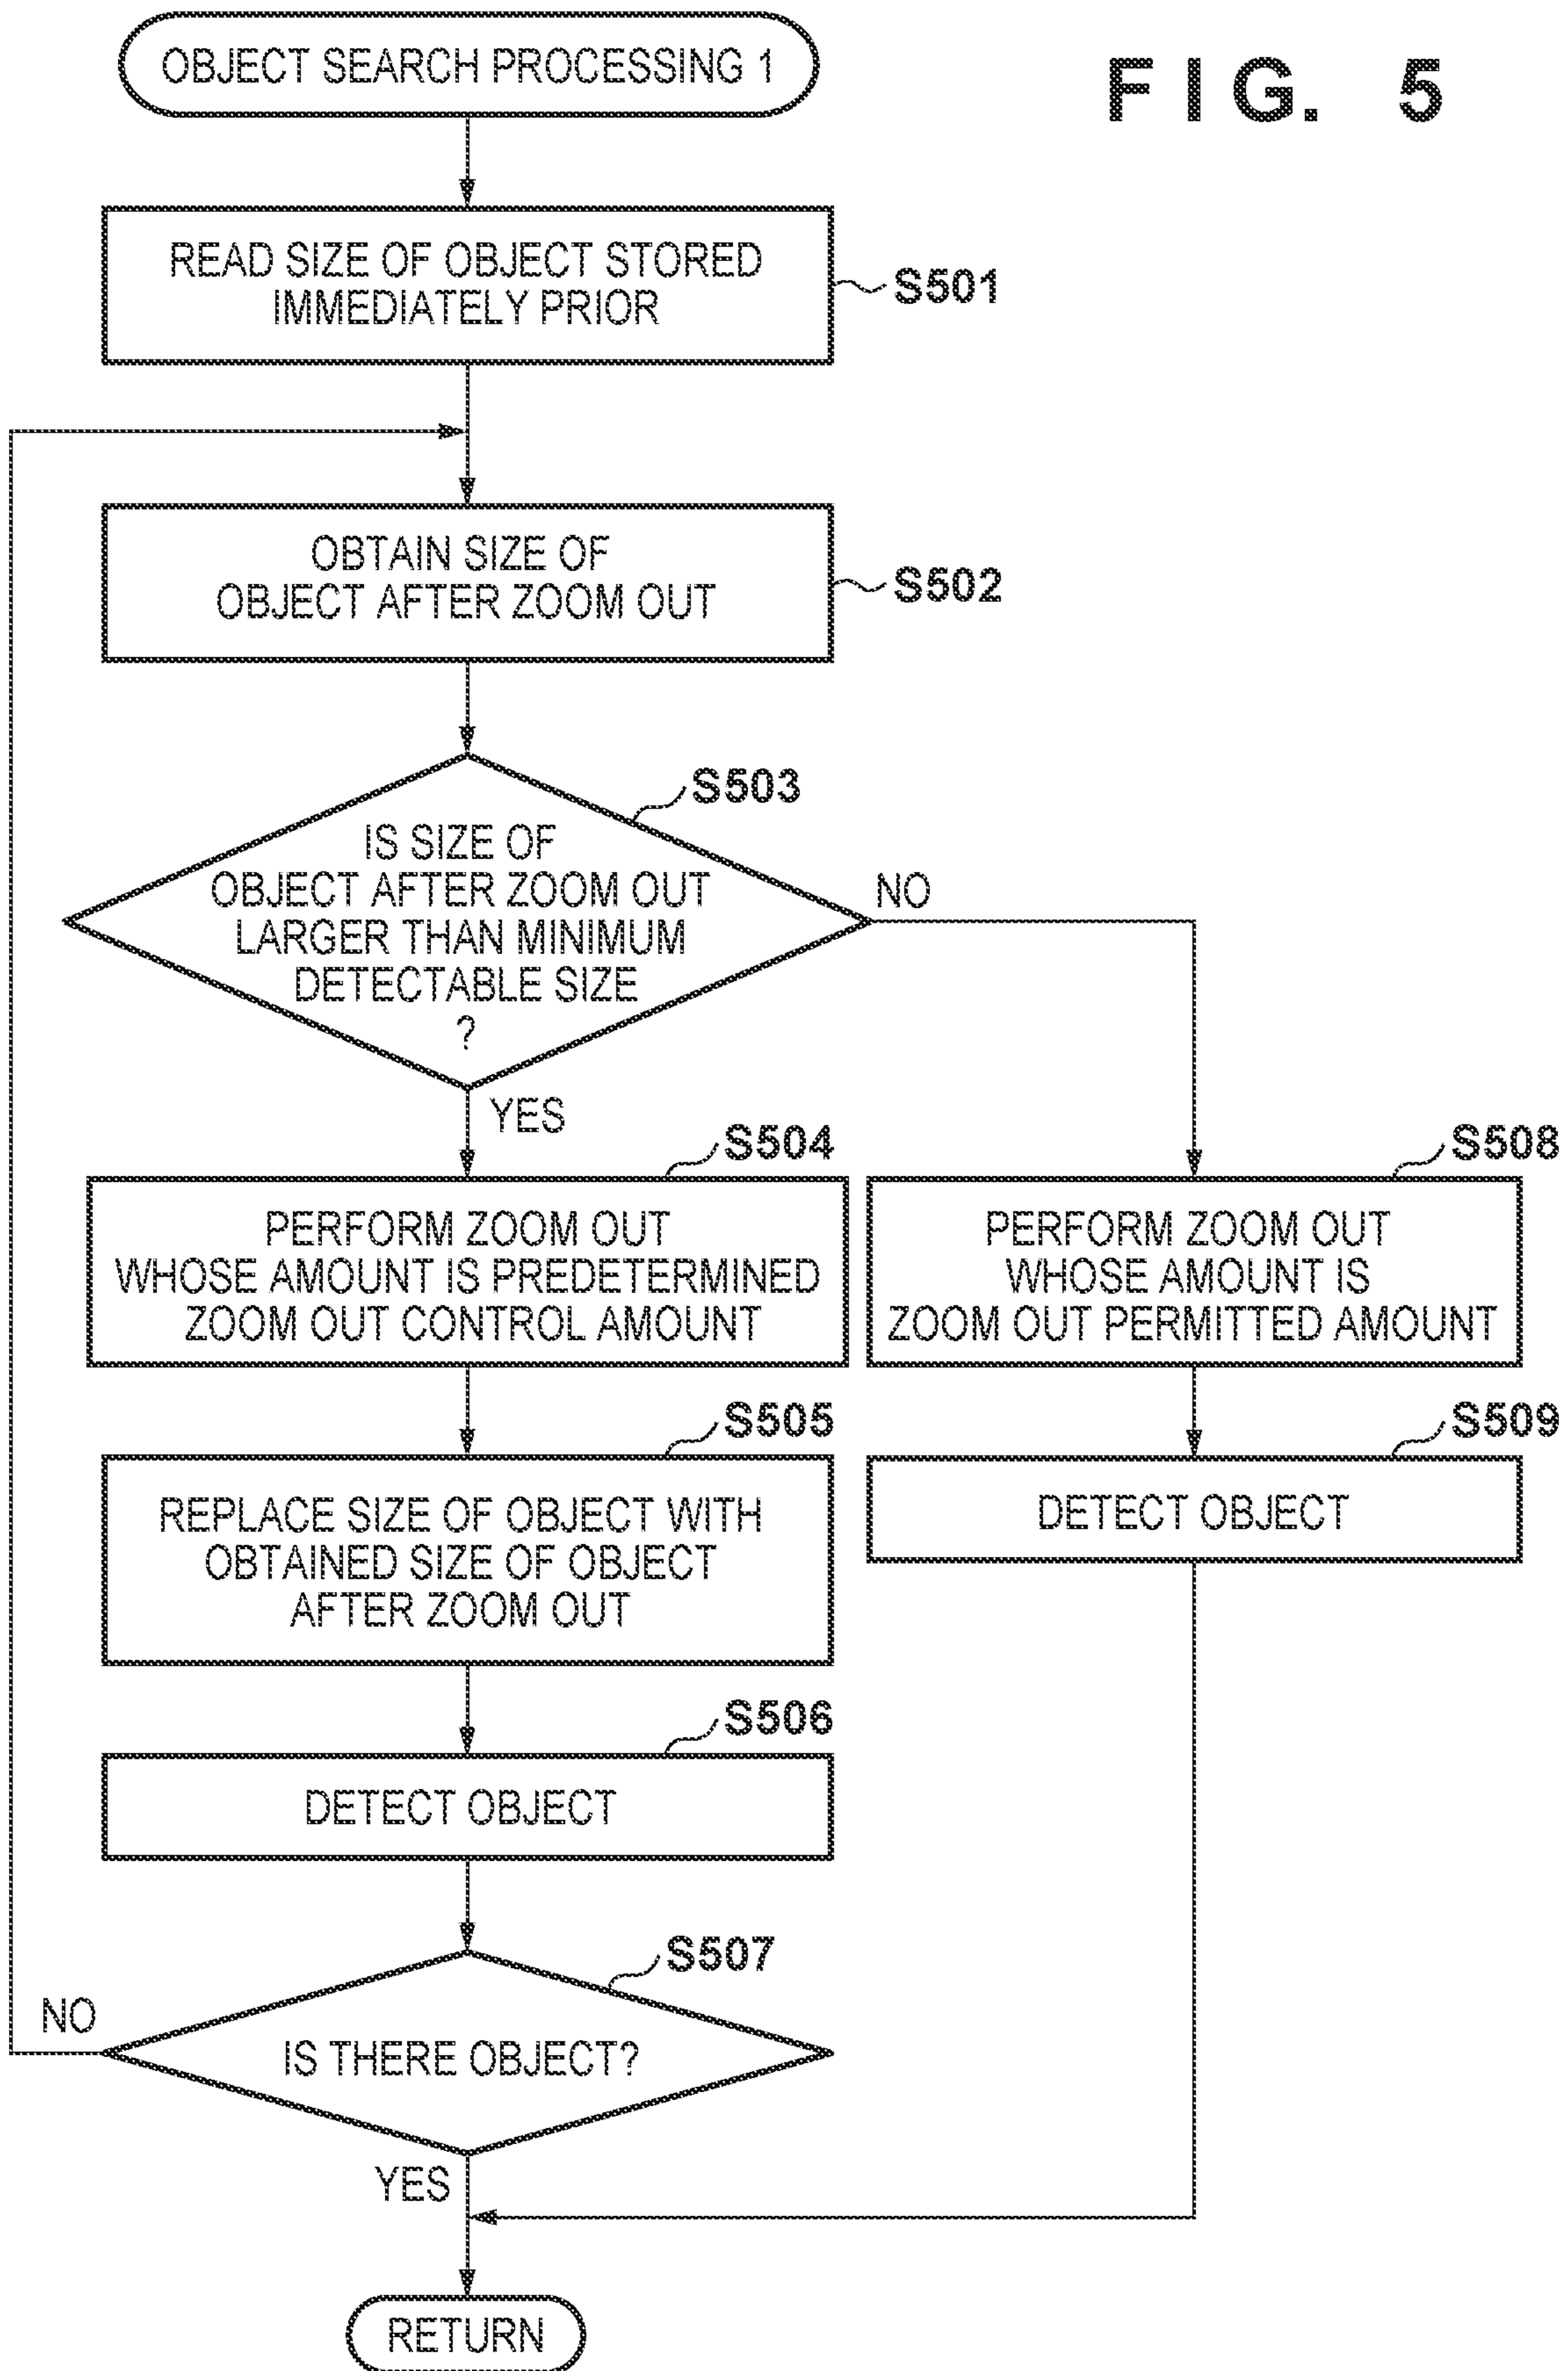 OBJECT SEARCH PROCESSING 1
FIG. 5
READ SIZE OF OBJECT STORED
IMMEDIATELY PRIOR
S501
OBTAIN SIZE OF
OBJECT AFTER ZOOM OUT
S502
S503
IS SIZE OF
OBJECT AFTER ZOOM OUT
LARGER THAN MINIMUM
DETECTABLE SIZE
?
NO
YES
S504
PERFORM ZOOM OUT
WHOSE AMOUNT IS PREDETERMINED
ZOOM OUT CONTROL AMOUNT
S508
PERFORM ZOOM OUT
WHOSE AMOUNT IS
ZOOM OUT PERMITTED AMOUNT
S505
REPLACE SIZE OF OBJECT WITH
OBTAINED SIZE OF OBJECT
AFTER ZOOM OUT
S509
DETECT OBJECT
S506
DETECT OBJECT
S507
IS THERE OBJECT?
NO
YES
RETURN